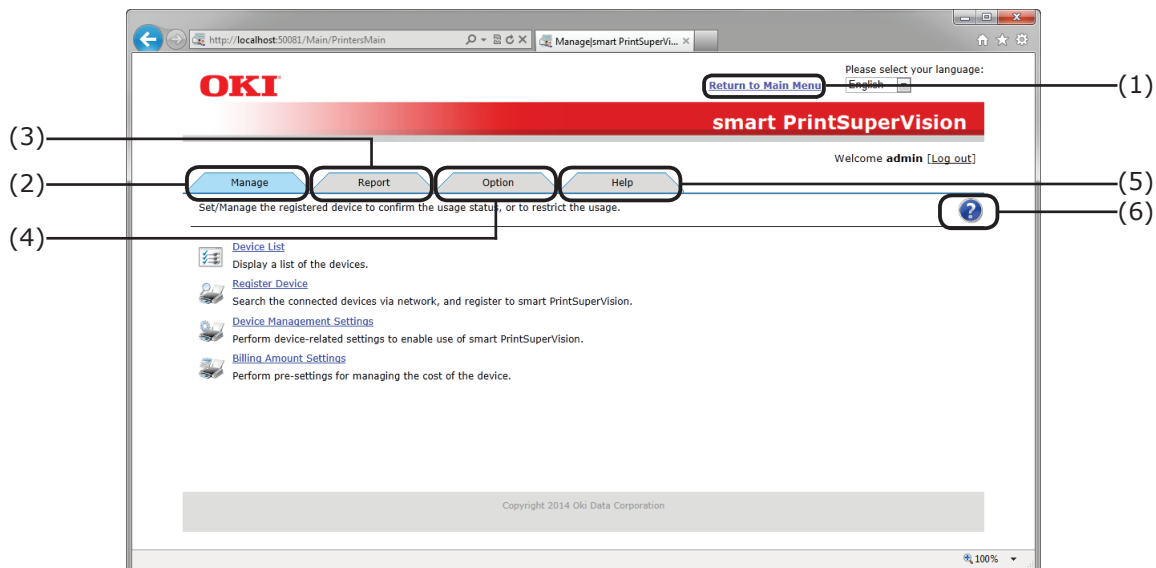 http://localhost:50081/Main/PrintersMain
Manage|smart PrintSuperVi...
OKI
Please select your language:
Return to Main Menu
English
(1)
smart PrintSuperVision
(3)
Welcome admin [Log out]
(2)
Manage
Report
Option
Help
(5)
Set/Manage the registered device to confirm the usage status, or to restrict the usage.
?
(6)
(4)
Device List
Display a list of the devices.
Register Device
Search the connected devices via network, and register to smart PrintSuperVision.
Device Management Settings
Perform device-related settings to enable use of smart PrintSuperVision.
Billing Amount Settings
Perform pre-settings for managing the cost of the device.
Copyright 2014 Oki Data Corporation
100%